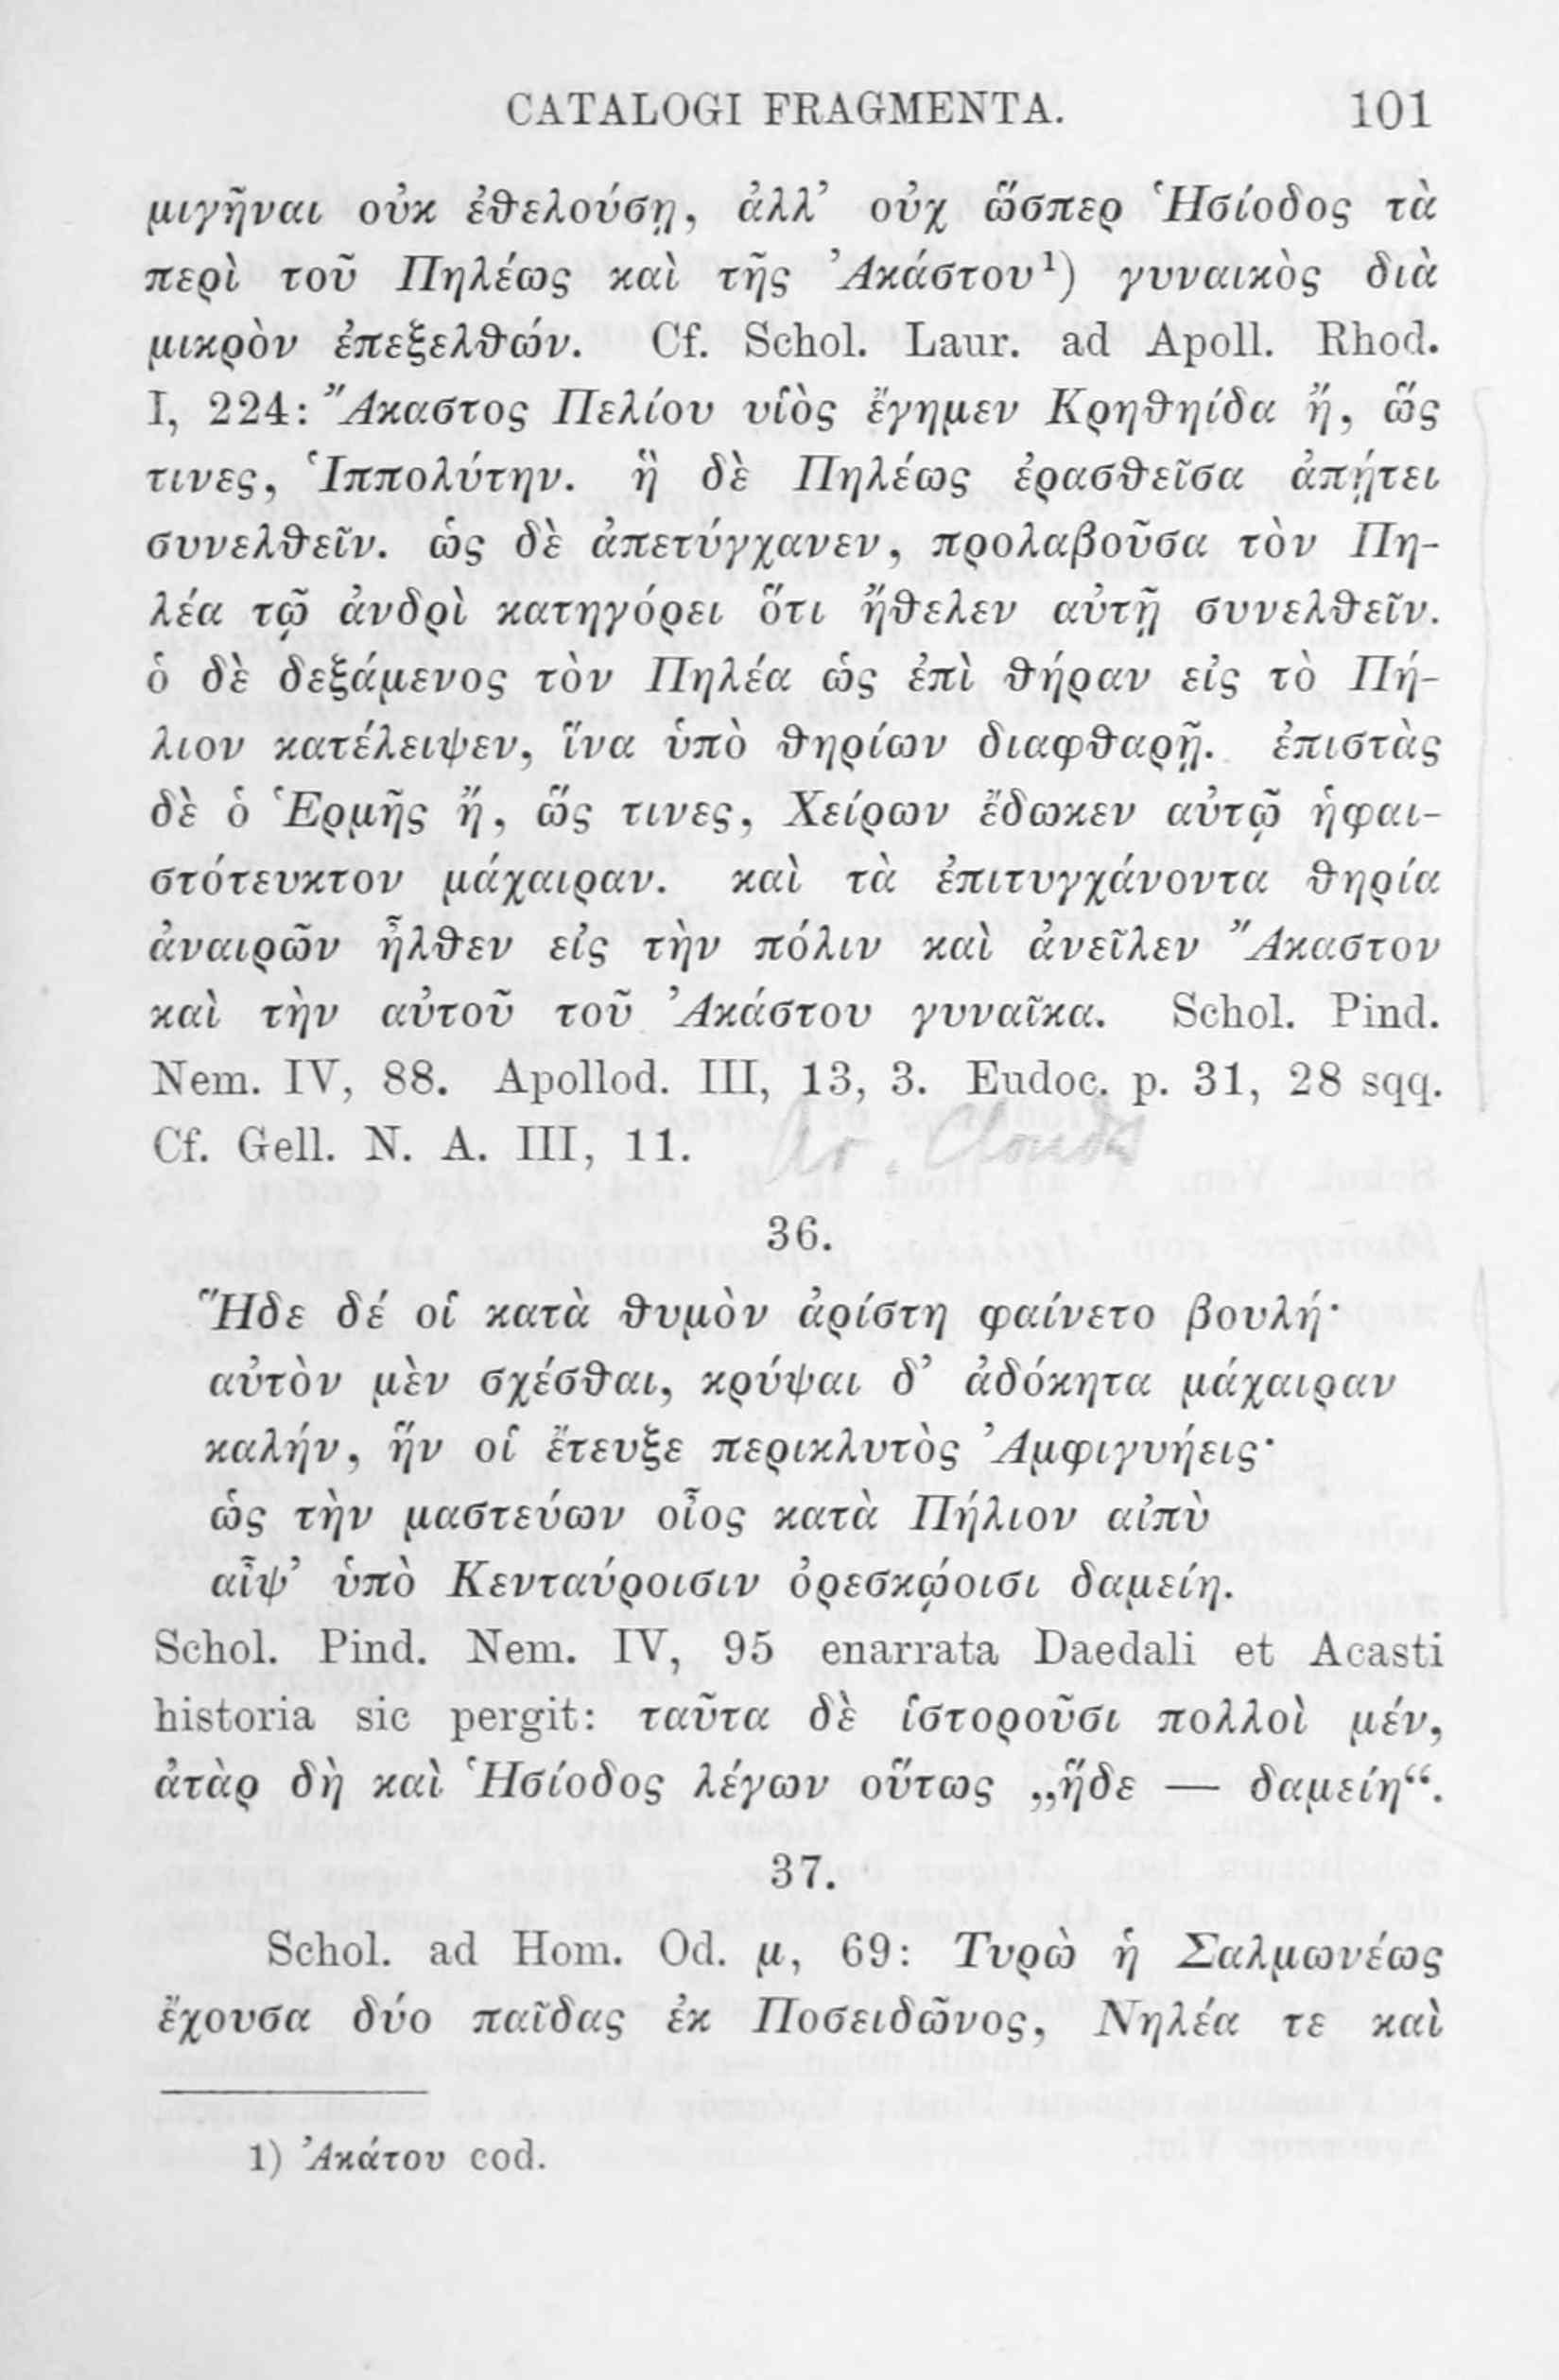 CATALOGI FRAGMENTA. 101
μιγῆναι οὐκ ἐθελούσῃ, ἀλλ’ οὐχ ὥσπερ Ἡσίοδος τὰ
περὶ τοῦ Πηλέως καὶ τῆς Ἀκάστου¹) γυναικὸς διὰ
μικρὸν ἐπεξελθών. Cf. Schol. Laur. ad Apoll. Rhod.
I, 224: Ἄκαστος Πελίου υἱὸς ἔγημεν Κρηθηίδα ἤ, ὥς
τινες, Ἱππολύτην. ἣ δὲ Πηλέως ἐρασθεῖσα ἀπῄτει
συνελθεῖν. ὡς δὲ ἀπετύγχανεν, προλαβοῦσα τὸν Πη-
λέα τῷ ἀνδρὶ κατηγόρει ὅτι ἤθελεν αὐτῇ συνελθεῖν.
ὁ δὲ δεξάμενος τὸν Πηλέα ὡς ἐπὶ θήραν εἰς τὸ Πή-
λιον κατέλειψεν, ἵνα ὑπὸ θηρίων διαφθαρῇ. ἐπιστὰς
δὲ ὁ Ἑρμῆς ἤ, ὥς τινες, Χείρων ἔδωκεν αὐτῷ ἡφαι-
στότευκτον μάχαιραν. καὶ τὰ ἐπιτυγχάνοντα θηρία
ἀναιρῶν ἦλθεν εἰς τὴν πόλιν καὶ ἀνεῖλεν Ἄκαστον
καὶ τὴν αὐτοῦ τοῦ Ἀκάστου γυναῖκα. Schol. Pind.
Nem. IV, 88. Apollod. III, 13, 3. Eudoc. p. 31, 28 sqq.
Cf. Gell. N. A. III, 11. Ar. Clouds
36.
Ἥδε δέ οἱ κατὰ θυμὸν ἀρίστη φαίνετο βουλή·
αὐτὸν μὲν σχέσθαι, κρύψαι δ’ ἀδόκητα μάχαιραν
καλήν, ἥν οἱ ἔτευξε περικλυτὸς Ἀμφιγυήεις·
ὡς τὴν μαστεύων οἶος κατὰ Πήλιον αἰπὺ
αἶψ’ ὑπὸ Κενταύροισιν ὀρεσκῴοισι δαμείη.
Schol. Pind. Nem. IV, 95 enarrata Daedali et Acasti
historia sic pergit: ταῦτα δὲ ἱστοροῦσι πολλοὶ μέν,
ἀτὰρ δὴ καὶ Ἡσίοδος λέγων οὕτως „ἥδε — δαμείη“.
37.
Schol. ad Hom. Od. μ, 69: Τυρὼ ἡ Σαλμωνέως
ἔχουσα δύο παῖδας ἐκ Ποσειδῶνος, Νηλέα τε καὶ
1) Ἀκάτου cod.